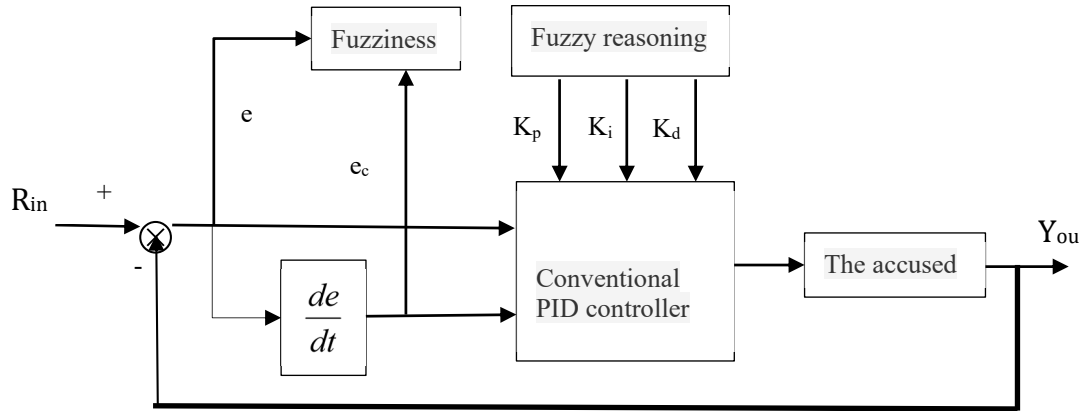 Fuzziness
Fuzzy reasoning
e
Kp
Ki
Kd
ec
Rin
+
-
Conventional
PID controller
The accused
You
de
dt